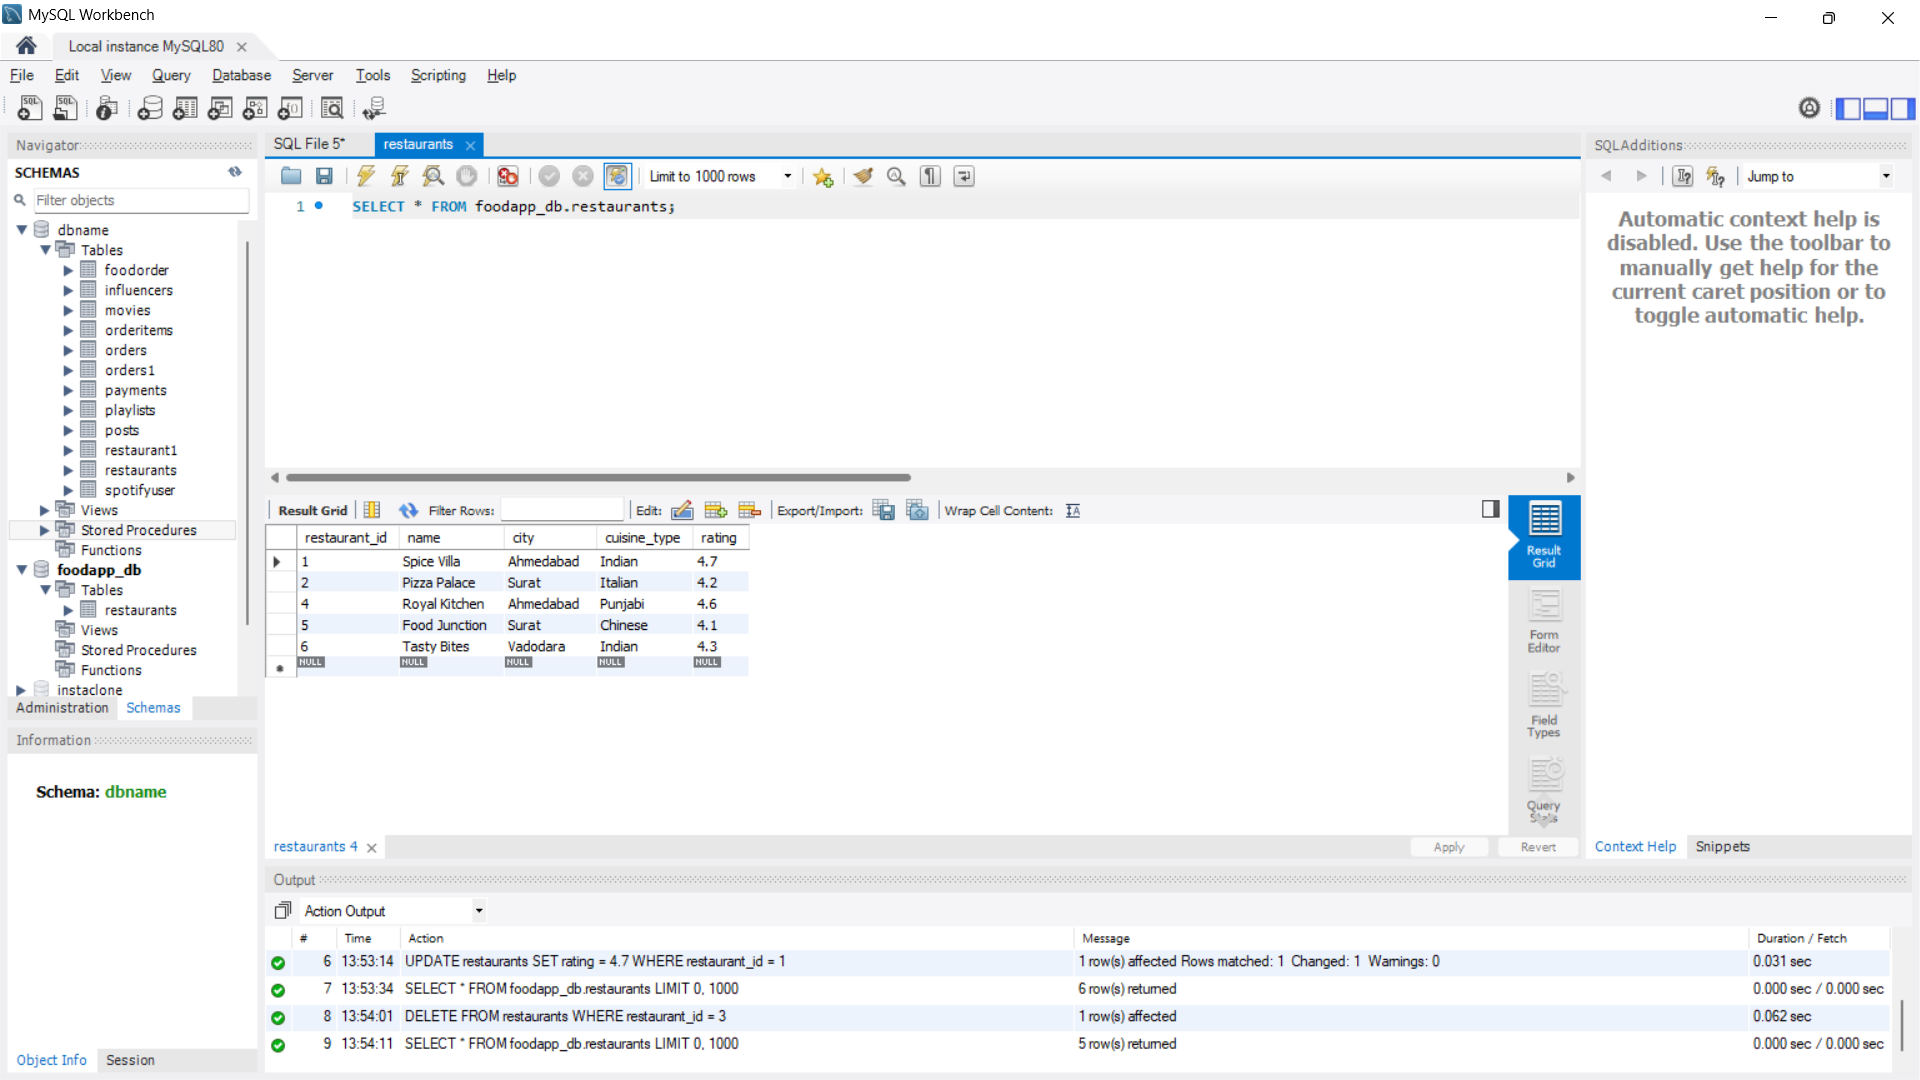 MySQL Workbench
Local instance MySQL80
File Edit View Query Database Server Tools Scripting Help
Navigator
SCHEMAS
Filter objects
dbname
Tables
foodorder
influencers
movies
orderitems
orders
orders1
payments
playlists
posts
restaurant1
restaurants
spotifyuser
Views
Stored Procedures
Functions
foodapp_db
Tables
restaurants
Views
Stored Procedures
Functions
instaclone
Administration Schemas
Information
Schema: dbname
Object Info Session
SQL File 5* restaurants
Limit to 1000 rows
1 SELECT * FROM foodapp_db.restaurants;
Result Grid Filter Rows: Edit: Export/Import: Wrap Cell Content:
restaurant_id name city cuisine_type rating
1 Spice Villa Ahmedabad Indian 4.7
2 Pizza Palace Surat Italian 4.2
4 Royal Kitchen Ahmedabad Punjabi 4.6
5 Food Junction Surat Chinese 4.1
6 Tasty Bites Vadodara Indian 4.3
NULL NULL NULL NULL NULL
Result
Grid
Form
Editor
Field
Types
Query
Stats
restaurants 4 Apply Revert
SQLAdditions
Jump to
Automatic context help is
disabled. Use the toolbar to
manually get help for the
current caret position or to
toggle automatic help.
Context Help Snippets
Output
Action Output
# Time Action Message Duration / Fetch
6 13:53:14 UPDATE restaurants SET rating = 4.7 WHERE restaurant_id = 1 1 row(s) affected Rows matched: 1 Changed: 1 Warnings: 0 0.031 sec
7 13:53:34 SELECT * FROM foodapp_db.restaurants LIMIT 0, 1000 6 row(s) returned 0.000 sec / 0.000 sec
8 13:54:01 DELETE FROM restaurants WHERE restaurant_id = 3 1 row(s) affected 0.062 sec
9 13:54:11 SELECT * FROM foodapp_db.restaurants LIMIT 0, 1000 5 row(s) returned 0.000 sec / 0.000 sec